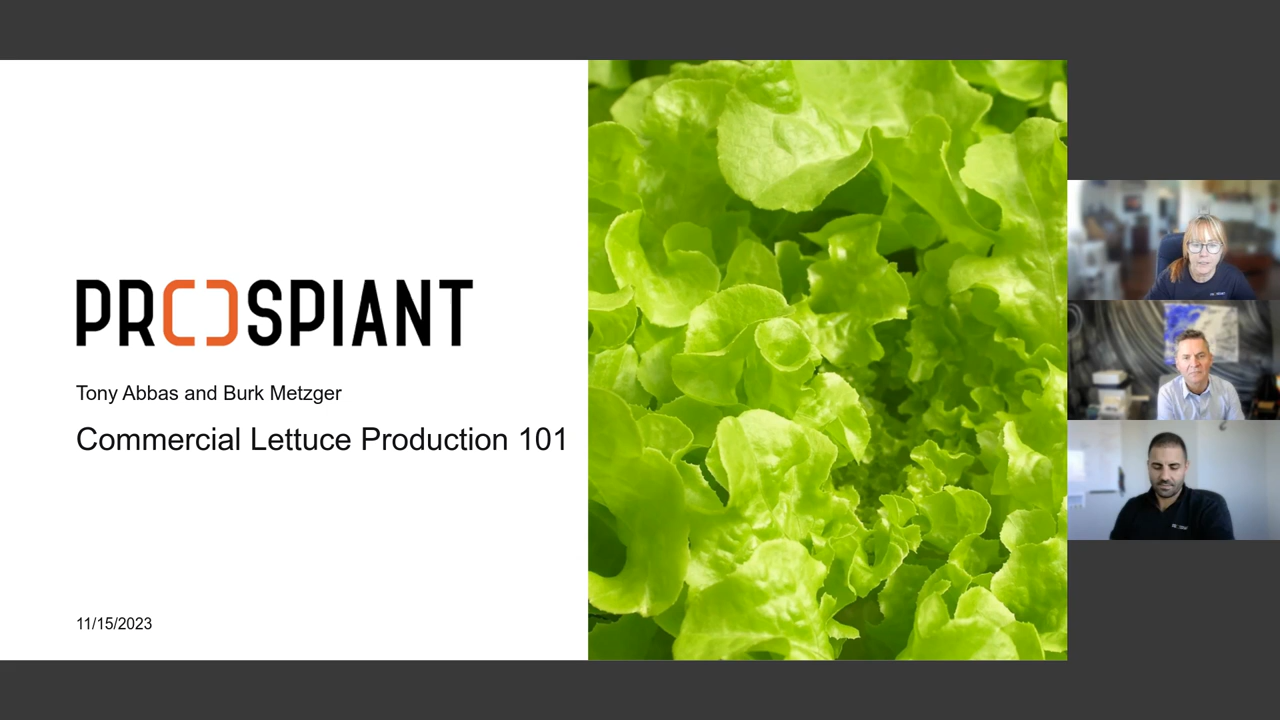 PROSPIANT
Tony Abbas and Burk Metzger
Commercial Lettuce Production 101
11/15/2023